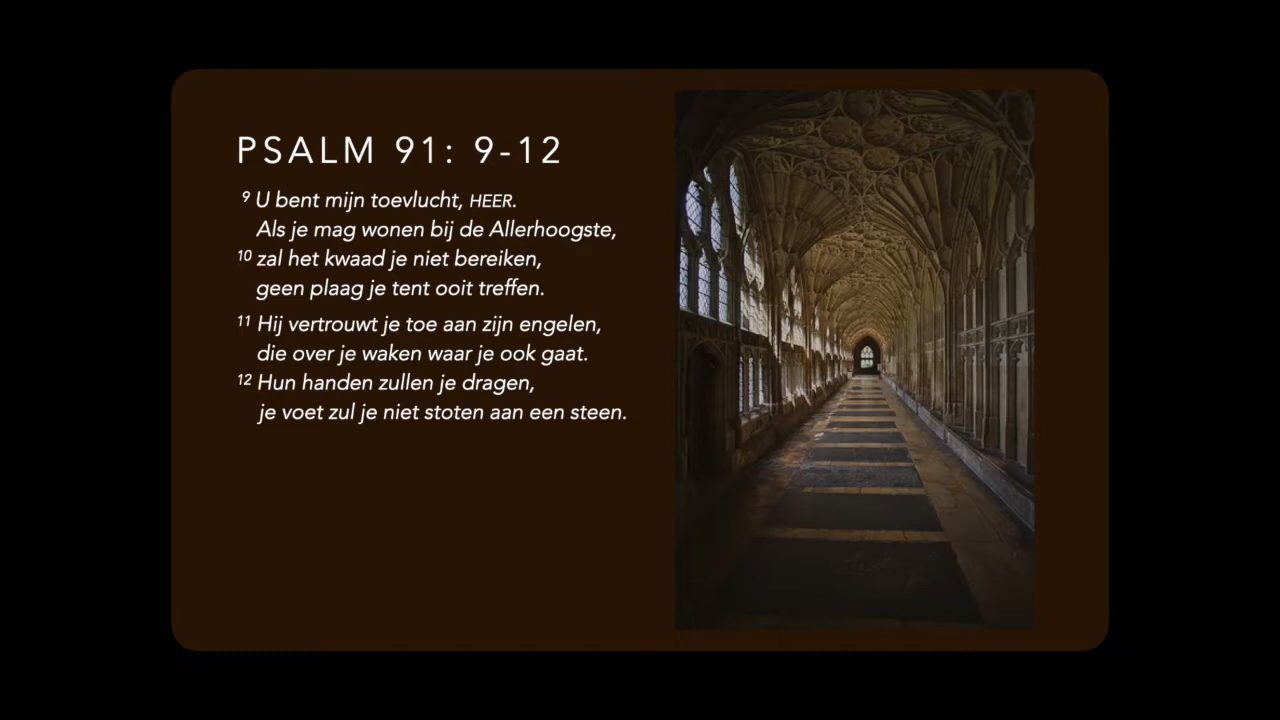 PSALM 91: 9-12
9 U bent mijn toevlucht, HEER.
Als je mag wonen bij de Allerhoogste,
10 zal het kwaad je niet bereiken,
geen plaag je tent ooit treffen.
11 Hij vertrouwt je toe aan zijn engelen,
die over je waken waar je ook gaat.
12 Hun handen zullen je dragen,
je voet zul je niet stoten aan een steen.